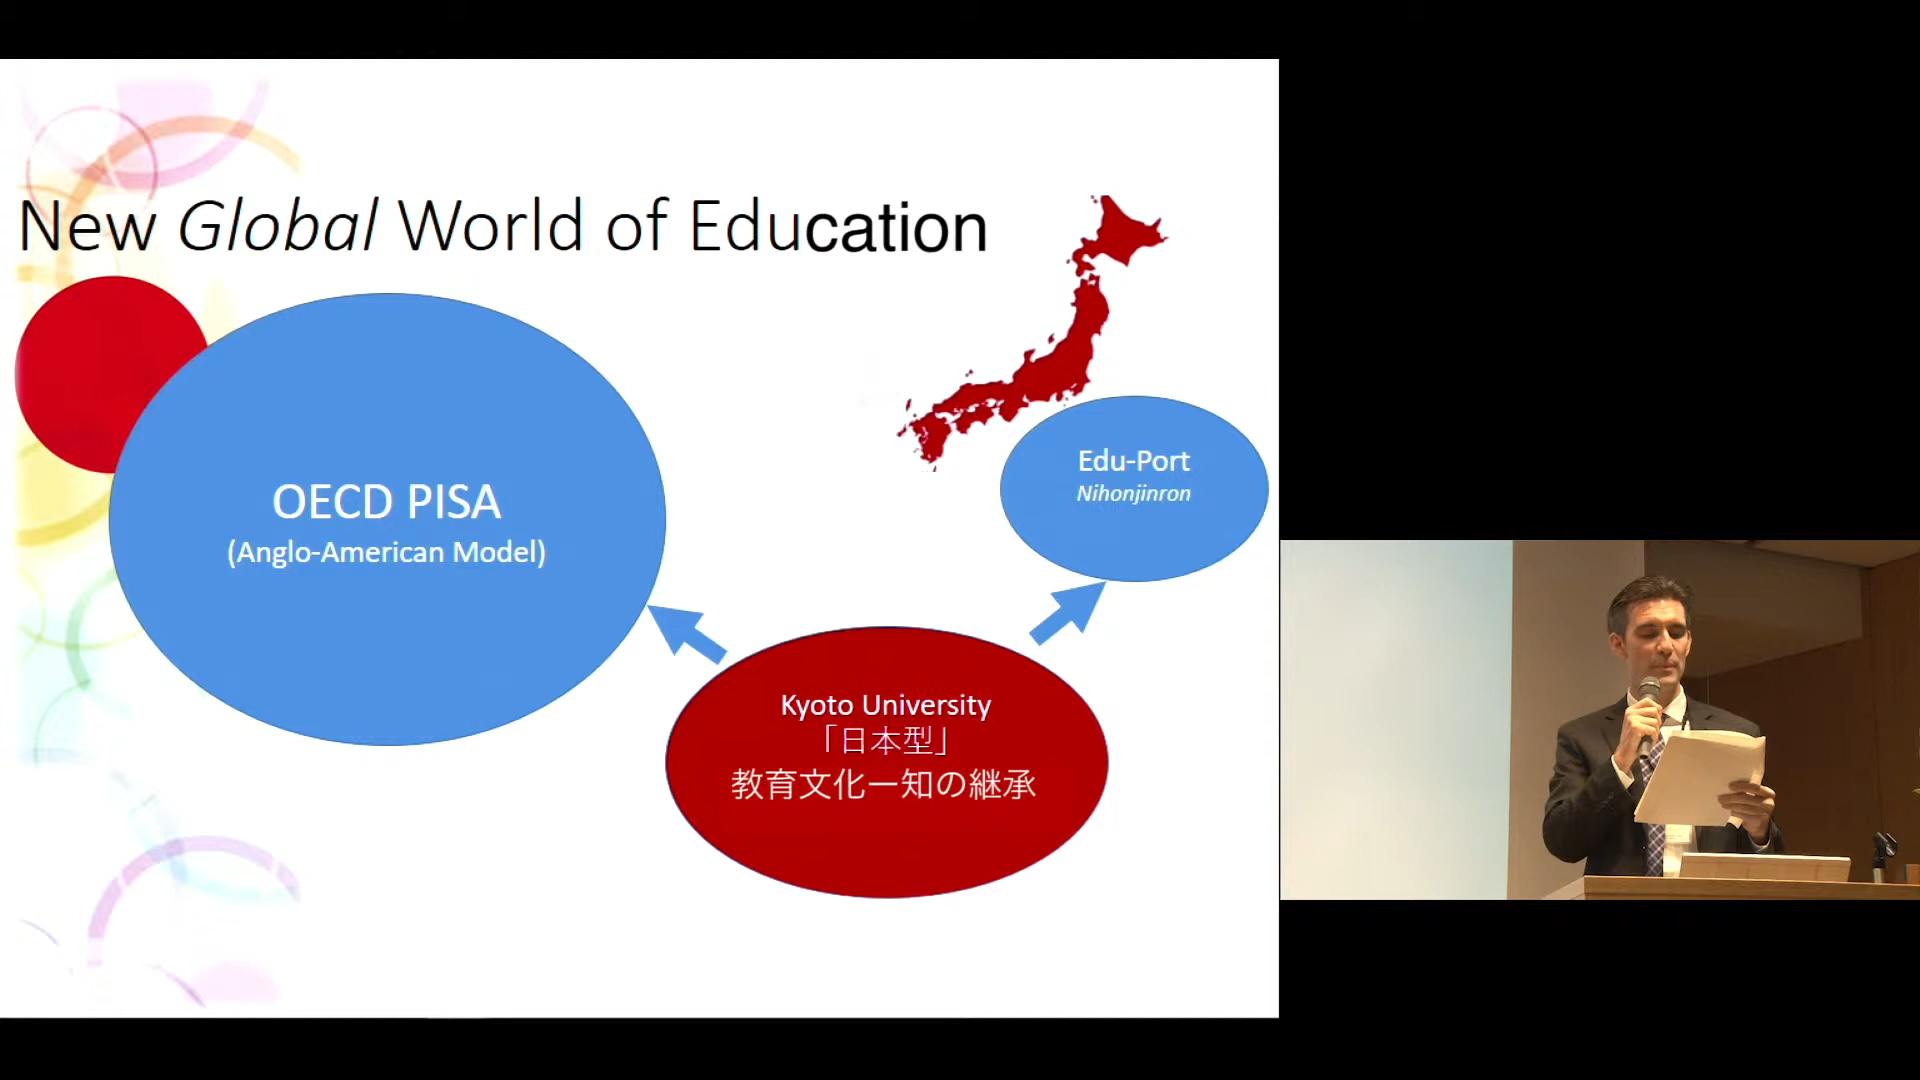 New Global World of Education
OECD PISA
(Anglo-American Model)
Edu-Port
Nihonjinron
Kyoto University
「日本型」
教育文化ー知の継承